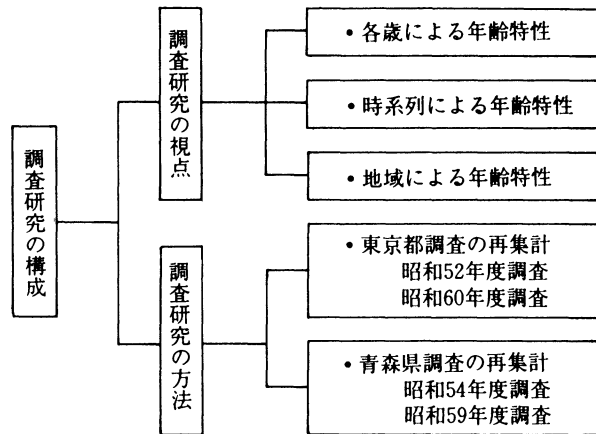 調査研究の構成
調査研究の視点
• 各歳による年齢特性
• 時系列による年齢特性
• 地域による年齢特性
調査研究の方法
• 東京都調査の再集計
昭和52年度調査
昭和60年度調査
• 青森県調査の再集計
昭和54年度調査
昭和59年度調査